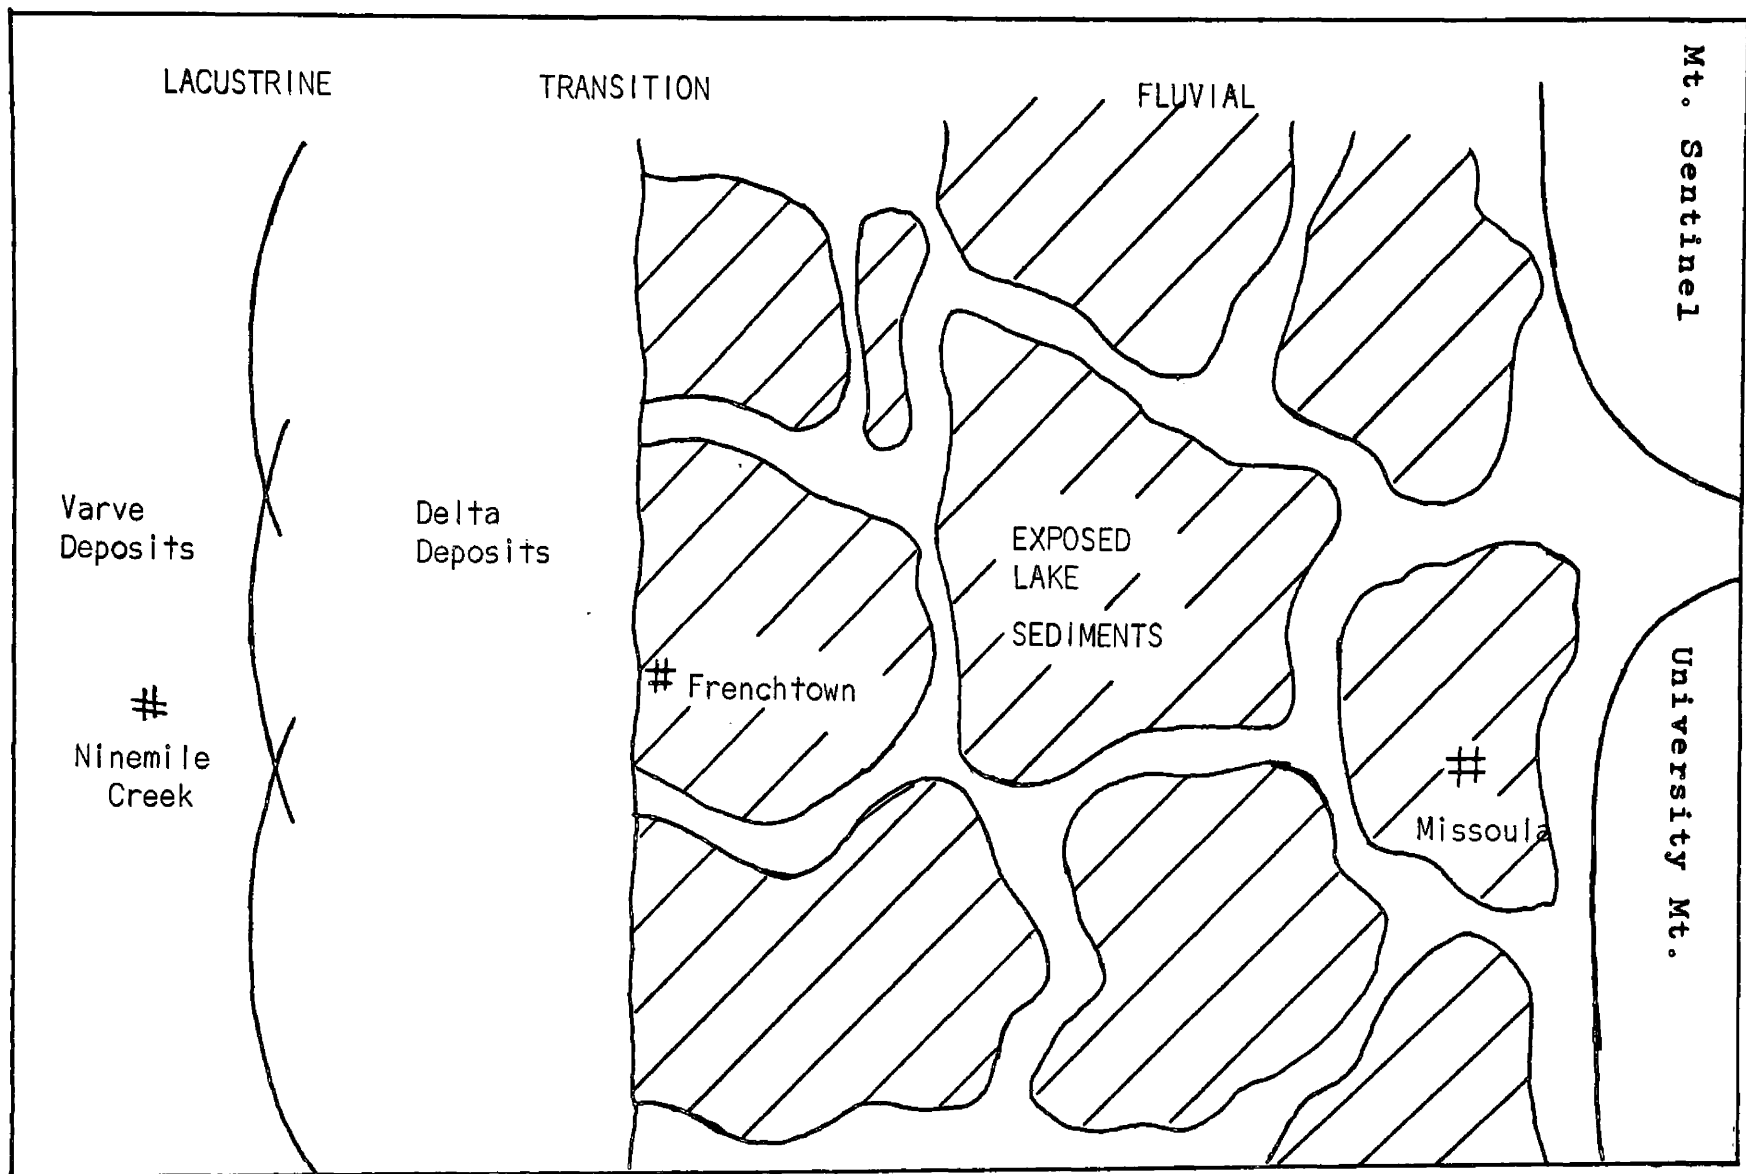 LACUSTRINE
TRANSITION
FLUVIAL
Mt. Sentinel
Varve
Deposits
Delta
Deposits
EXPOSED
LAKE
SEDIMENTS
# Frenchtown
#
Ninemile
Creek
#
Missoula
University Mt.